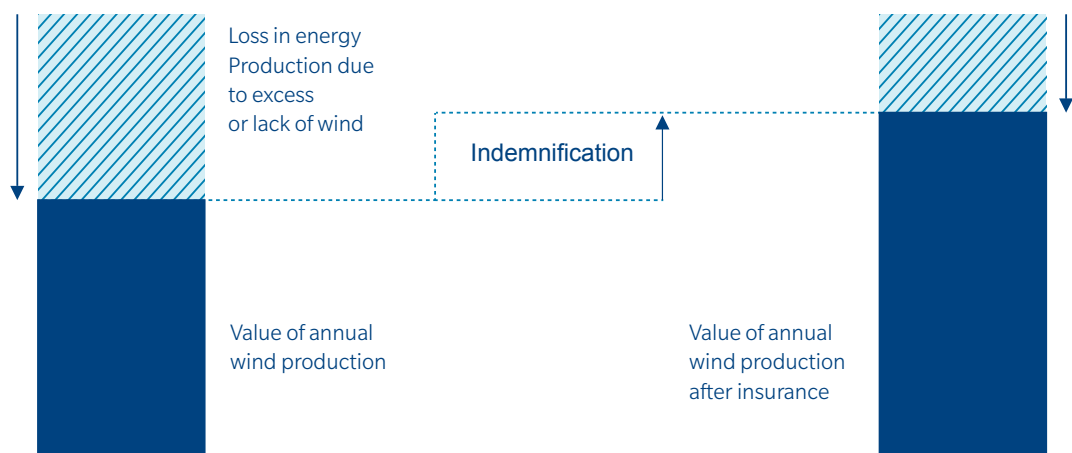 Loss in energy
Production due
to excess
or lack of wind
Indemnification
Value of annual
wind production
Value of annual
wind production
after insurance